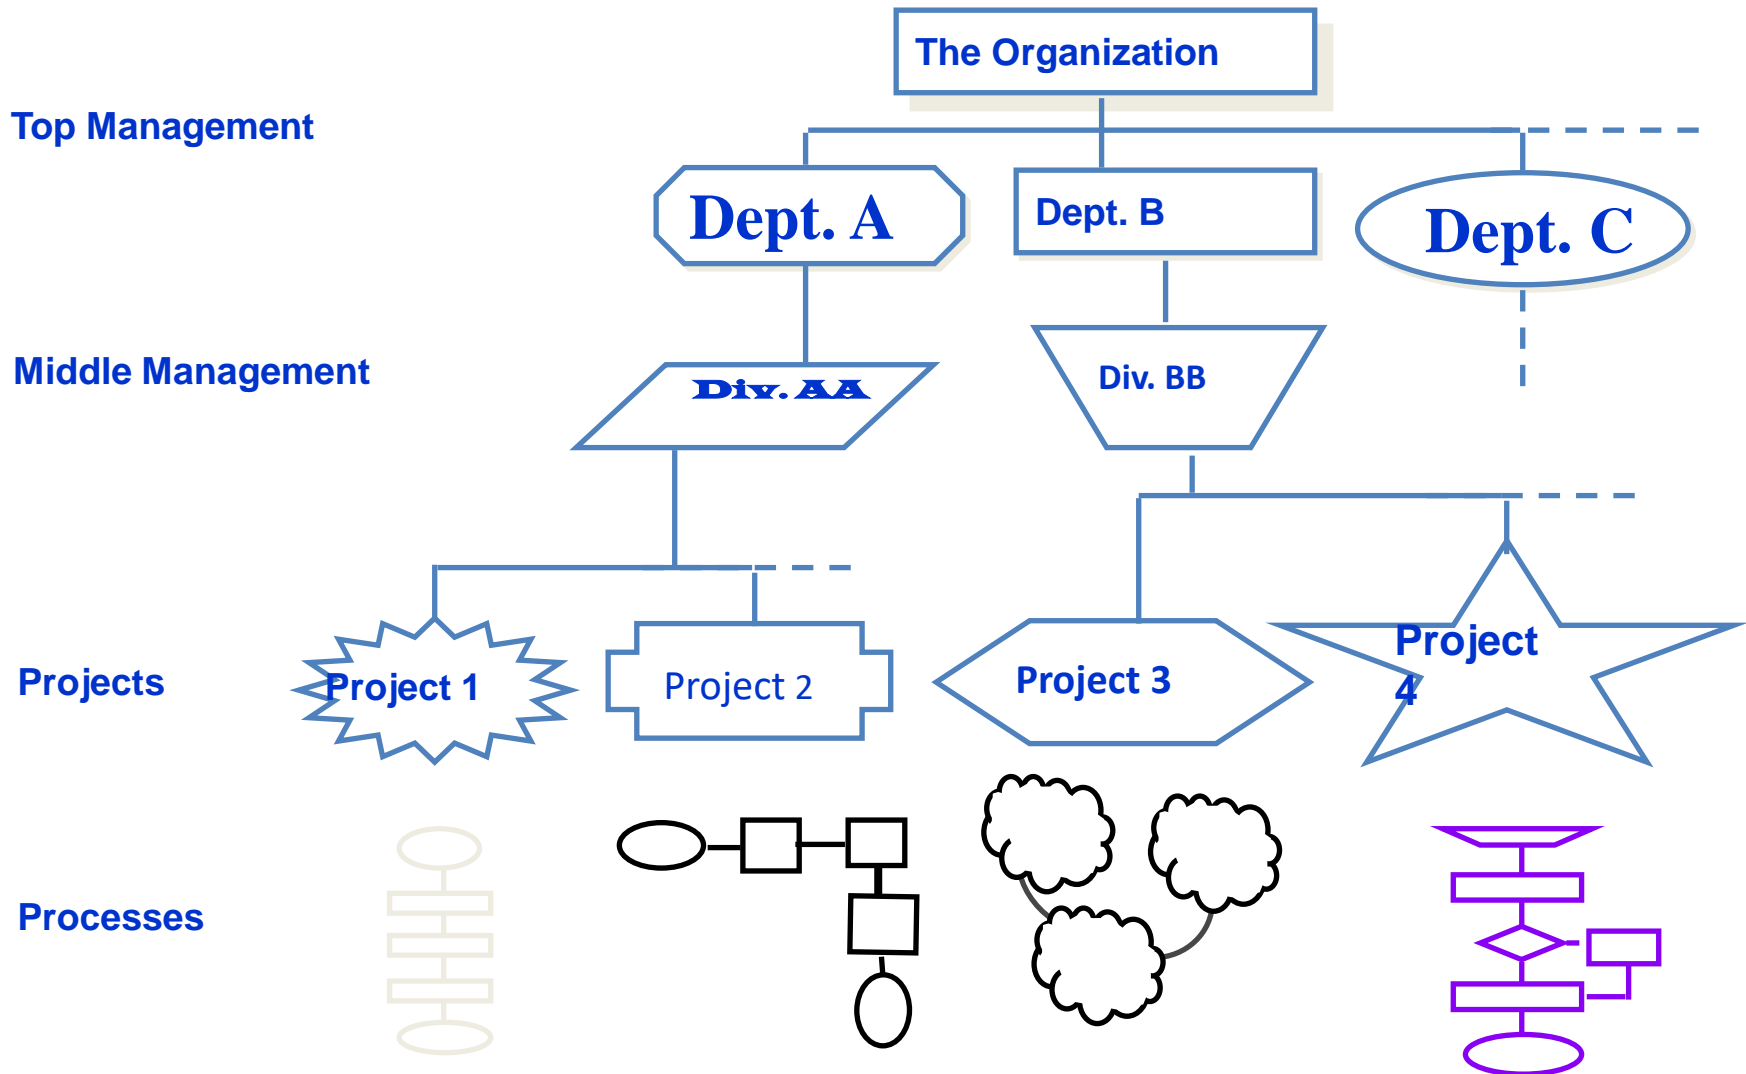 The Organization
Top Management
Dept. A
Dept. B
Dept. C
Middle Management
Div. AA
Div. BB
Projects
Project 1
Project 2
Project 3
Project
4
Processes